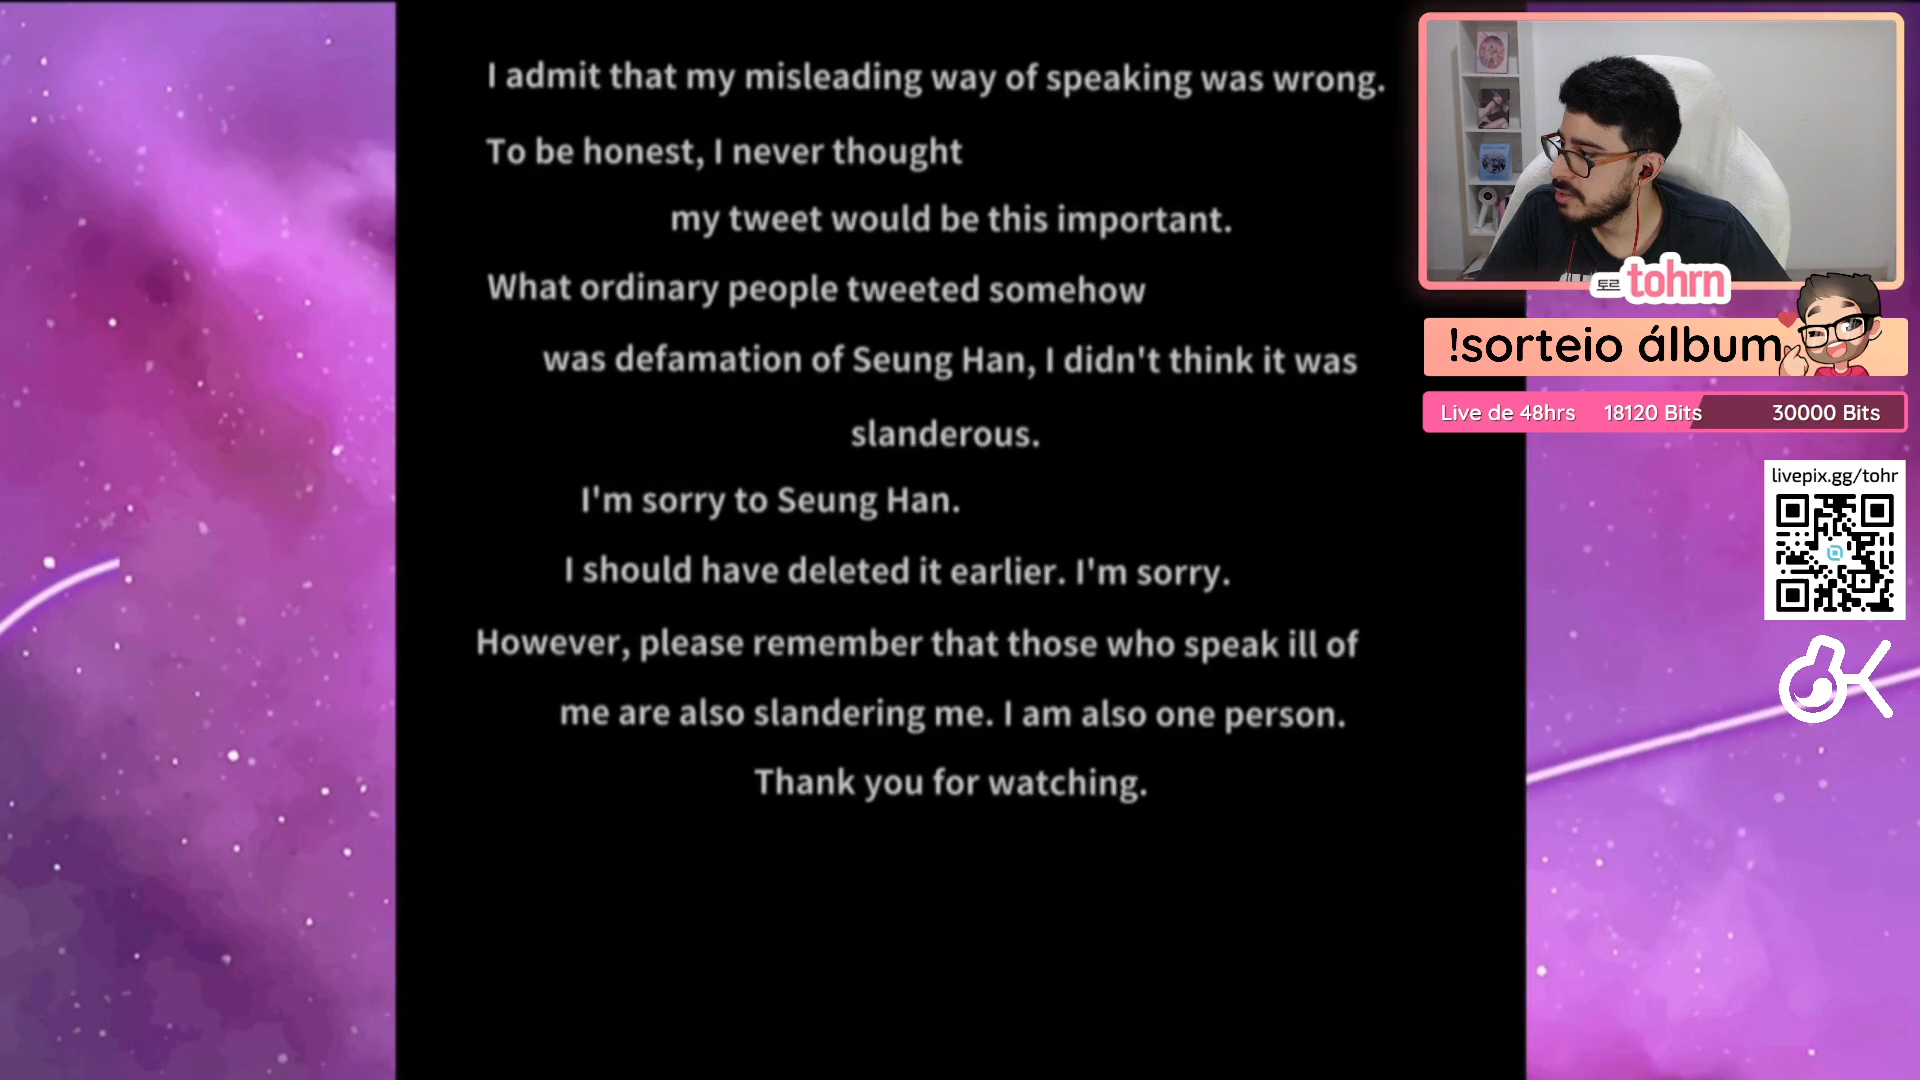 I admit that my misleading way of speaking was wrong.
To be honest, I never thought
my tweet would be this important.
What ordinary people tweeted somehow
was defamation of Seung Han, I didn't think it was
slanderous.
I'm sorry to Seung Han.
I should have deleted it earlier. I'm sorry.
However, please remember that those who speak ill of
me are also slandering me. I am also one person.
Thank you for watching.
토르 tohrn
!sorteio álbum
Live de 48hrs 18120 Bits 30000 Bits
livepix.gg/tohr